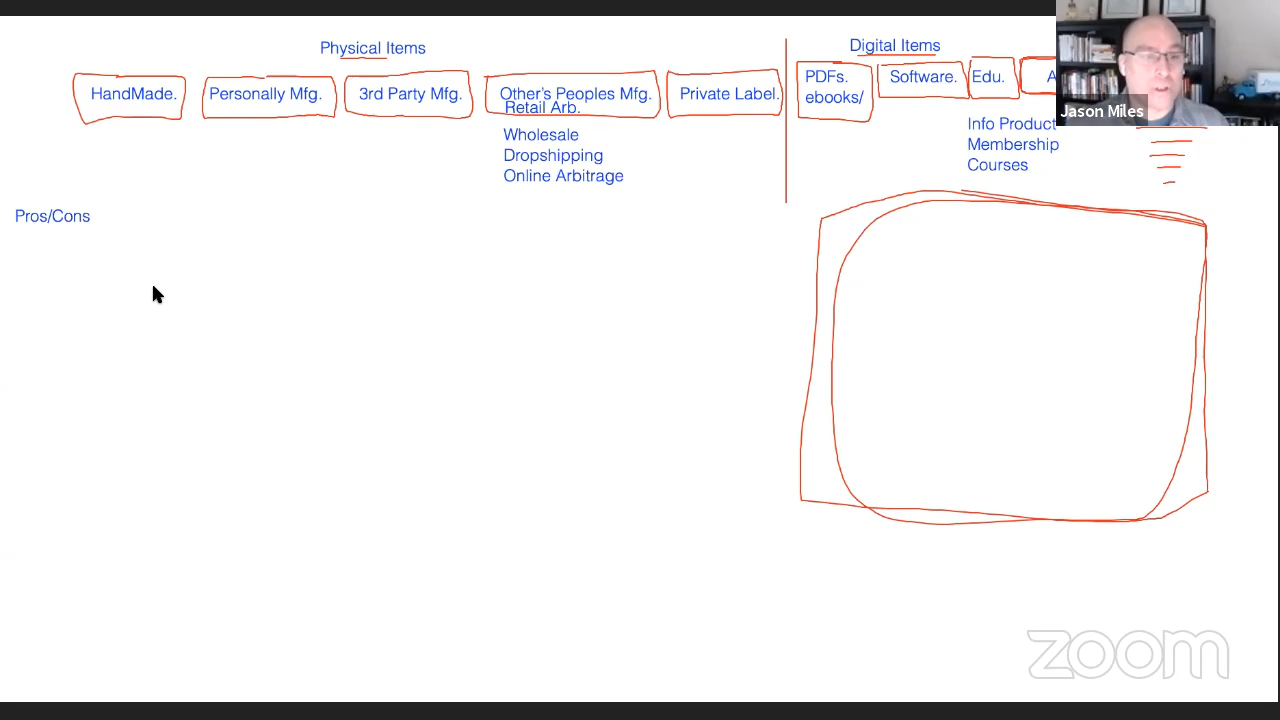 Physical Items
Digital Items
HandMade.
Personally Mfg.
3rd Party Mfg.
Other's Peoples Mfg.
Retail Arb.
Wholesale
Dropshipping
Online Arbitrage
Private Label.
PDFs.
ebooks/
Software.
Edu.
A
Info Product
Membership
Courses
Jason Miles
Pros/Cons
zoom